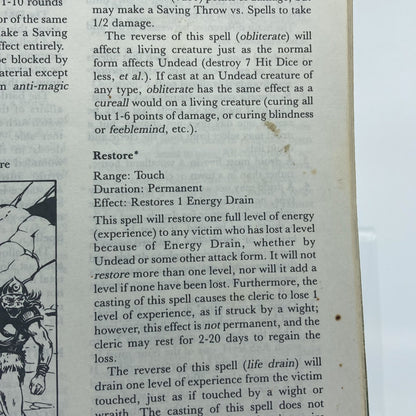 1-10 rounds
or of the same
ake a Saving
fect entirely.
be blocked by
aterial except
n anti-magic
re
may make a Saving Throw vs. Spells to take
1/2 damage.
The reverse of this spell (obliterate) will
affect a living creature just as the normal
form affects Undead (destroy 7 Hit Dice or
less, et al.). If cast at an Undead creature of
any type, obliterate has the same effect as a
cureall would on a living creature (curing all
but 1-6 points of damage, or curing blindness
or feeblemind, etc.).
Restore*
Range: Touch
Duration: Permanent
Effect: Restores 1 Energy Drain
This spell will restore one full level of energy
(experience) to any victim who has lost a level
because of Energy Drain, whether by
Undead or some other attack form. It will not
restore more than one level, nor will it add a
level if none have been lost. Furthermore, the
casting of this spell causes the cleric to lose 1
level of experience, as if struck by a wight;
however, this effect is not permanent, and the
cleric may rest for 2-20 days to regain the
loss.
The reverse of this spell (life drain) will
drain one level of experience from the victim
touched, just as if touched by a wight or
wraith. The casting of this spell does not